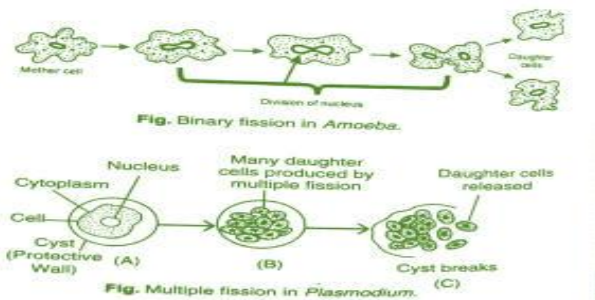 Mother cell
Daughter
cells
Division of nucleus
Fig. Binary fission in Amoeba.
Nucleus
Cytoplasm
Cell
Cyst
(Protective
Wall)
(A)
Many daughter
cells produced by
multiple fission
(B)
Daughter cells
released
Cyst breaks
(C)
Fig. Multiple fission in Plasmodium.